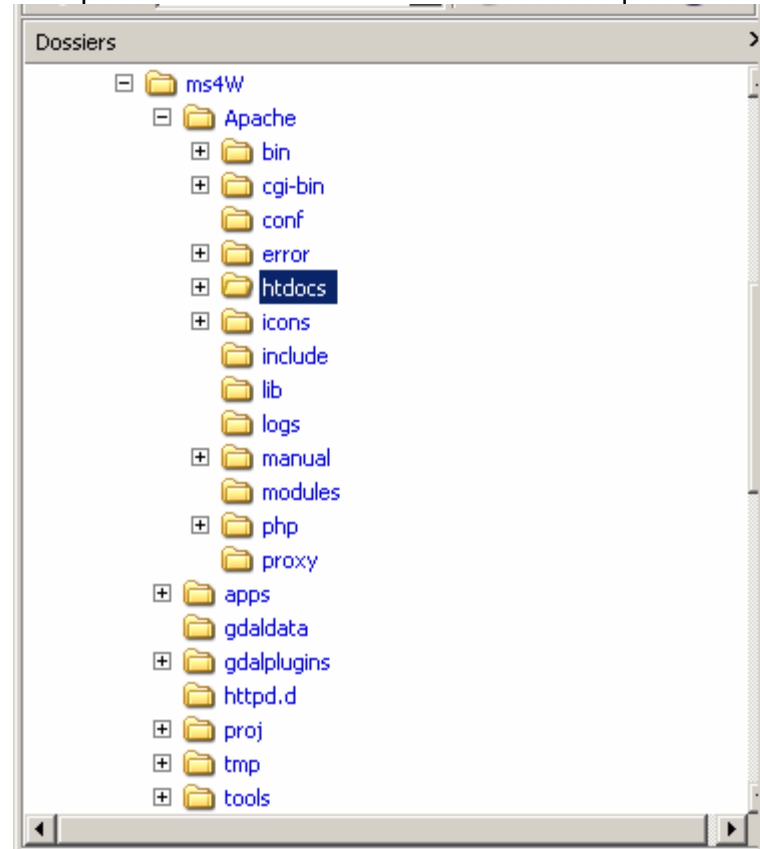 Dossiers
ms4W
Apache
bin
cgi-bin
conf
error
htdocs
icons
include
lib
logs
manual
modules
php
proxy
apps
gdaldata
gdalplugins
httpd.d
proj
tmp
tools